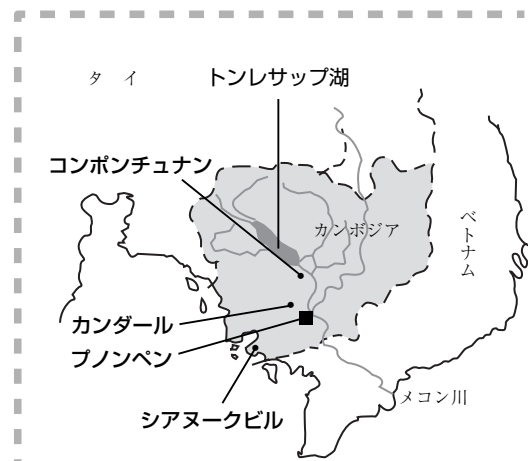 タイ
トンレサップ湖
コンポンチュナン
カンボジア
ベトナム
カンダール
プノンペン
シアヌークビル
メコン川